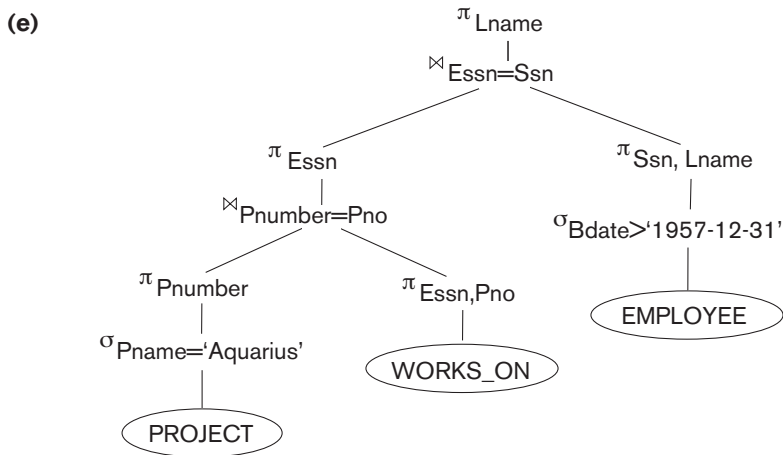 (e)
π Lname
⋈ Essn=Ssn
π Essn
π Ssn, Lname
⋈ Pnumber=Pno
σ Bdate>‘1957-12-31’
π Pnumber
π Essn,Pno
EMPLOYEE
σ Pname=‘Aquarius’
WORKS_ON
PROJECT